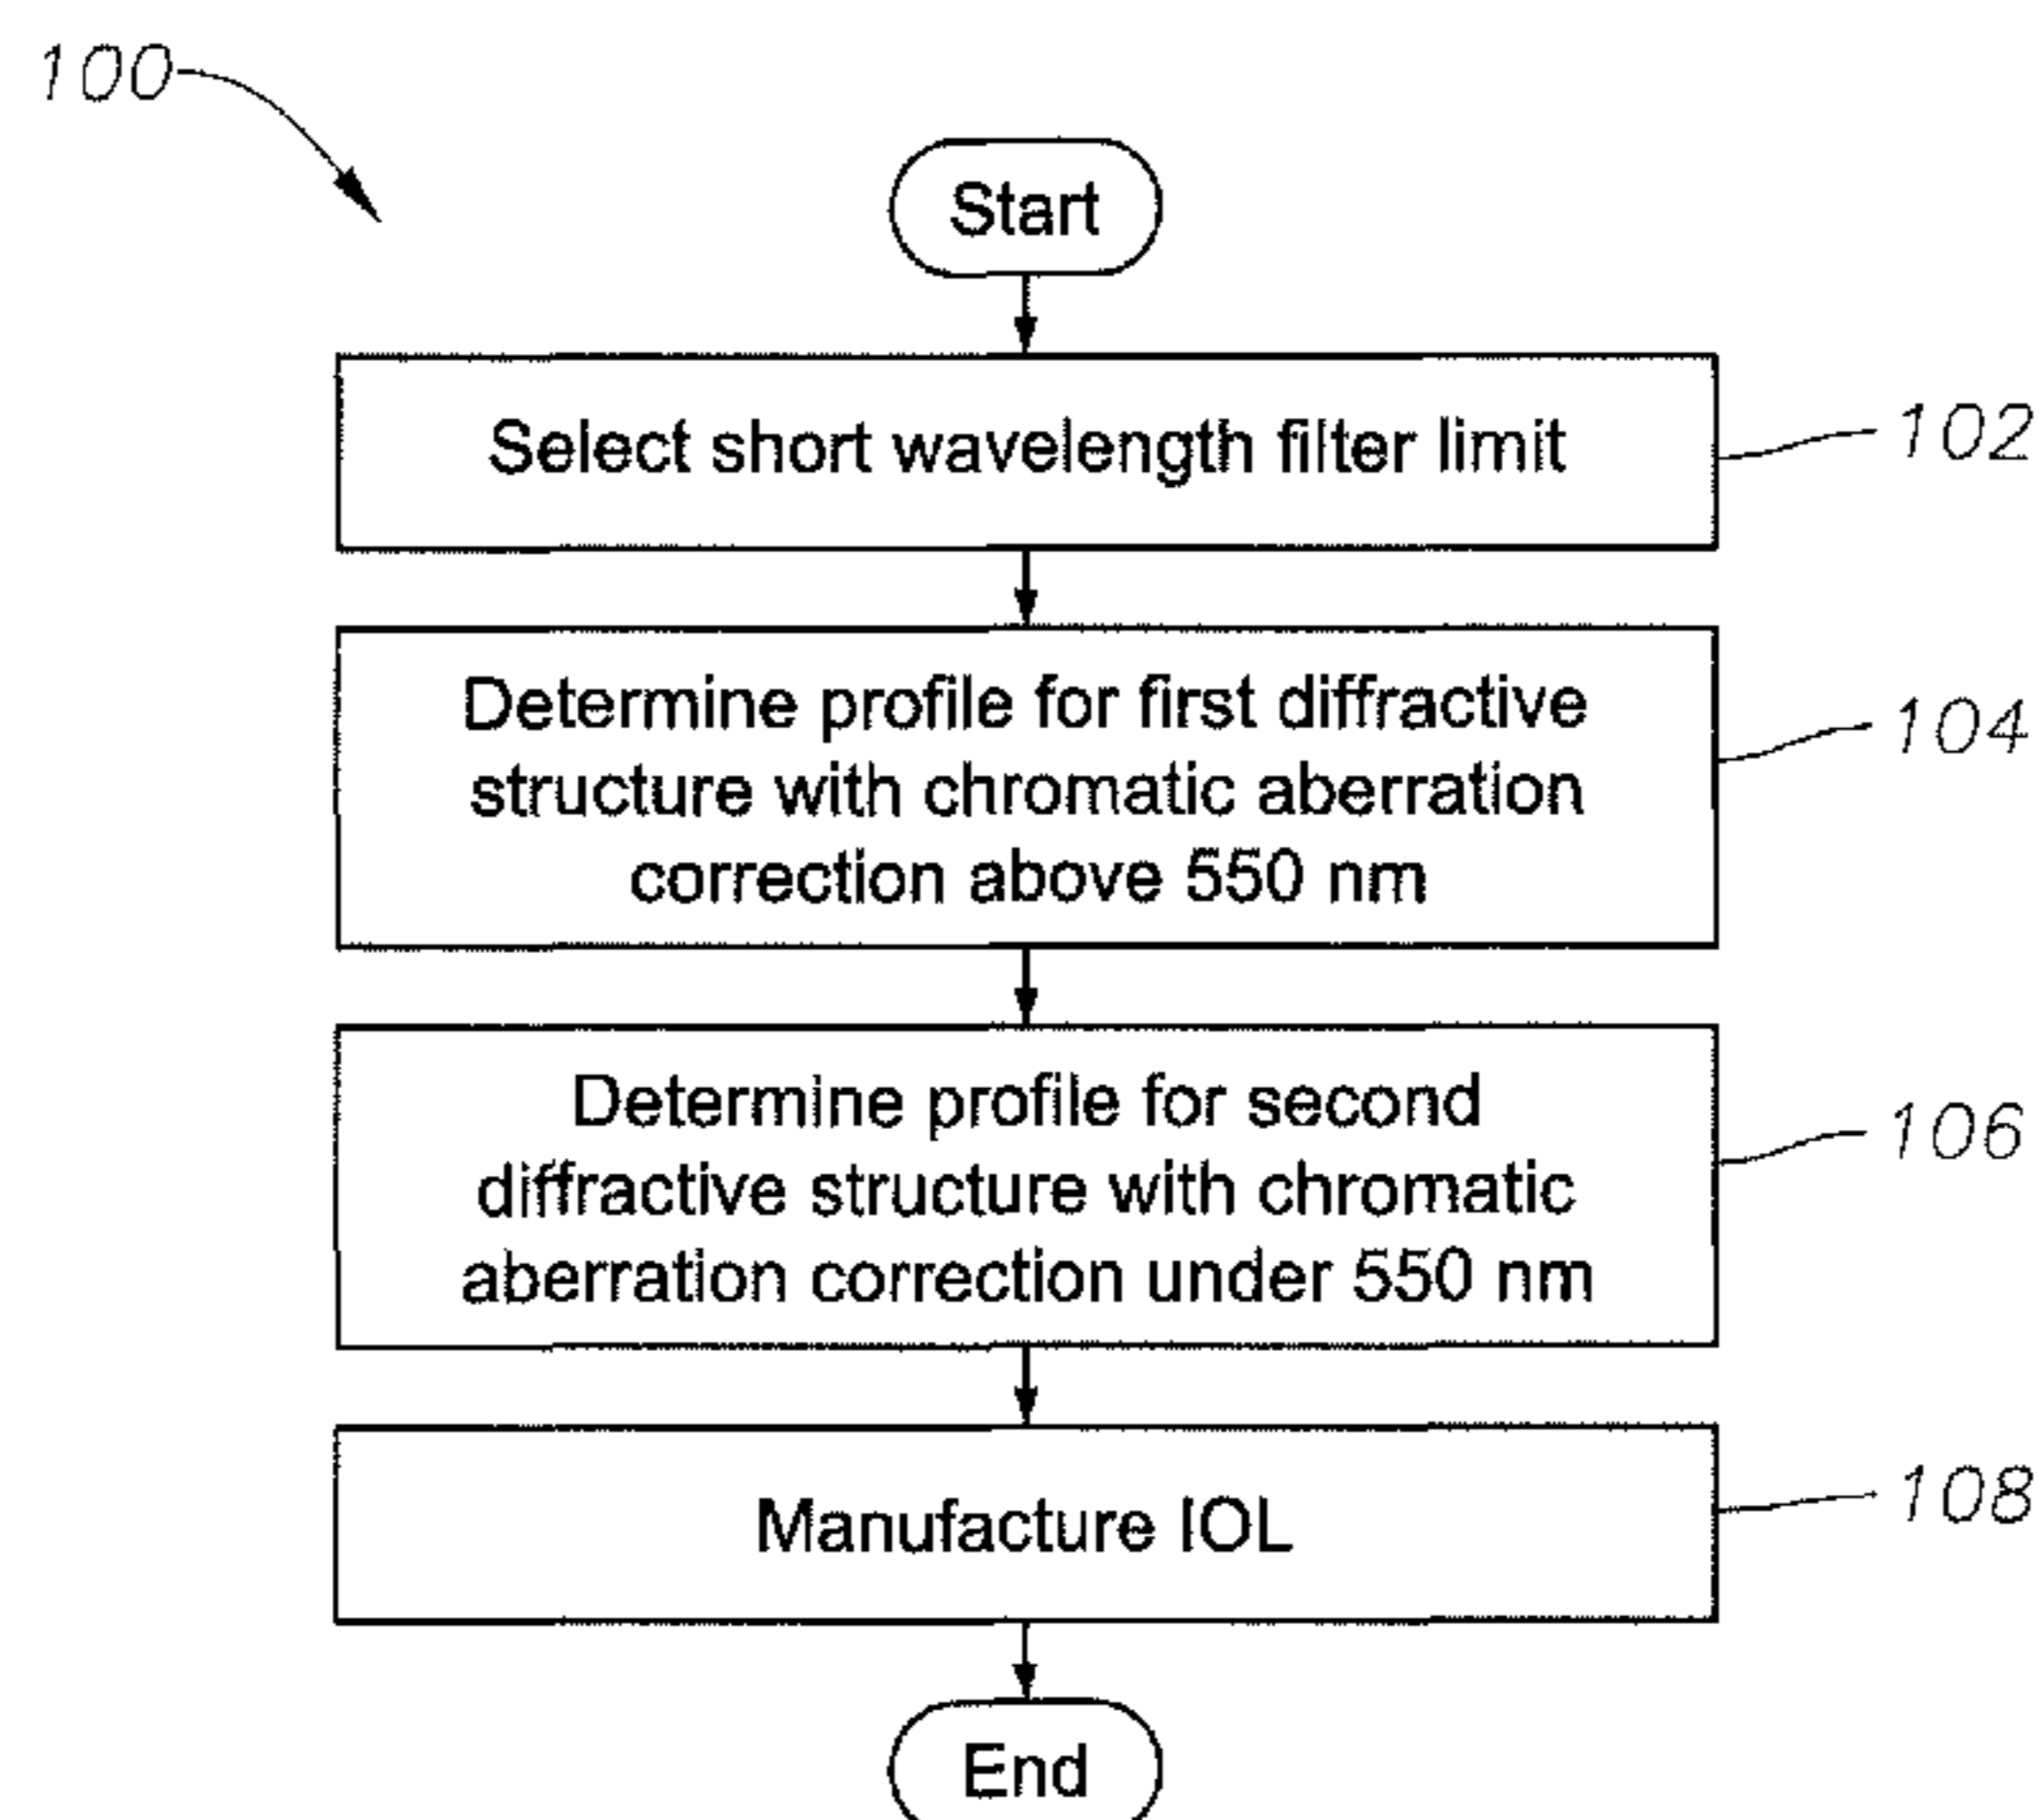 100
Start
Select short wavelength filter limit
102
Determine profile for first diffractive
structure with chromatic aberration
correction above 550 nm
104
Determine profile for second
diffractive structure with chromatic
aberration correction under 550 nm
106
Manufacture IOL
108
End